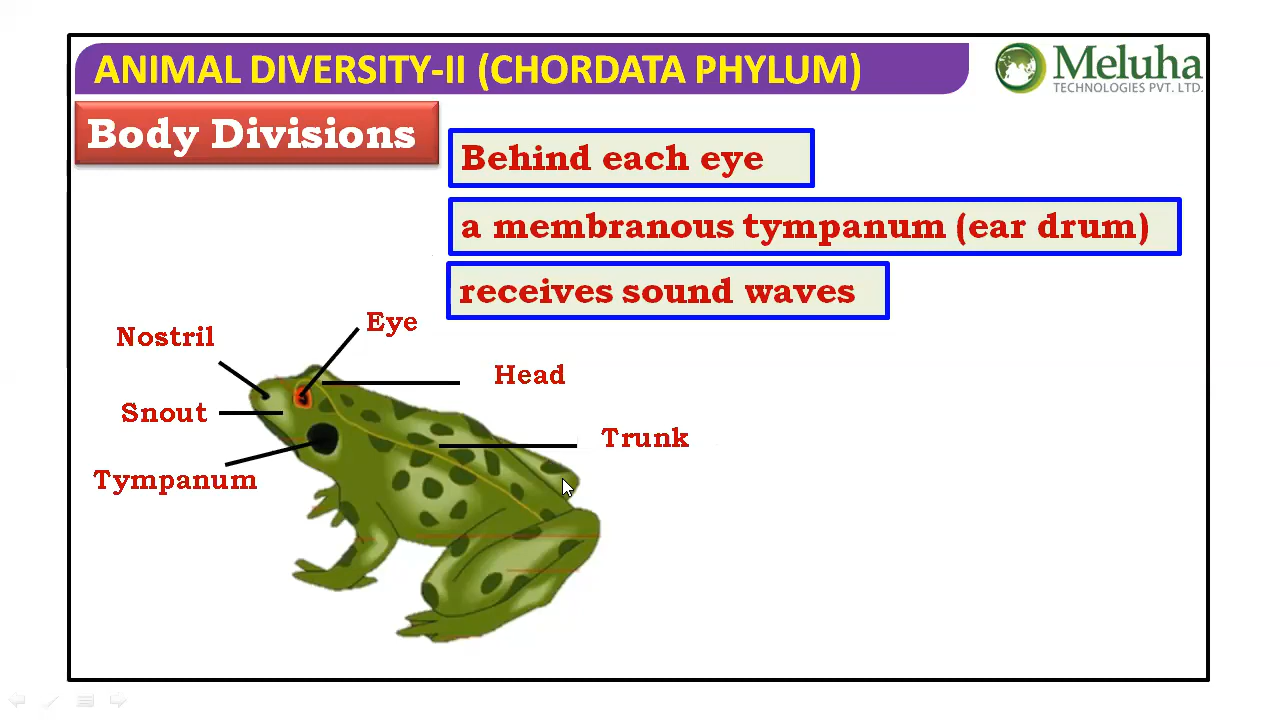 ANIMAL DIVERSITY-II (CHORDATA PHYLUM)
Meluha
TECHNOLOGIES PVT. LTD.
Body Divisions
Behind each eye
a membranous tympanum (ear drum)
receives sound waves
Eye
Nostril
Head
Snout
Trunk
Tympanum